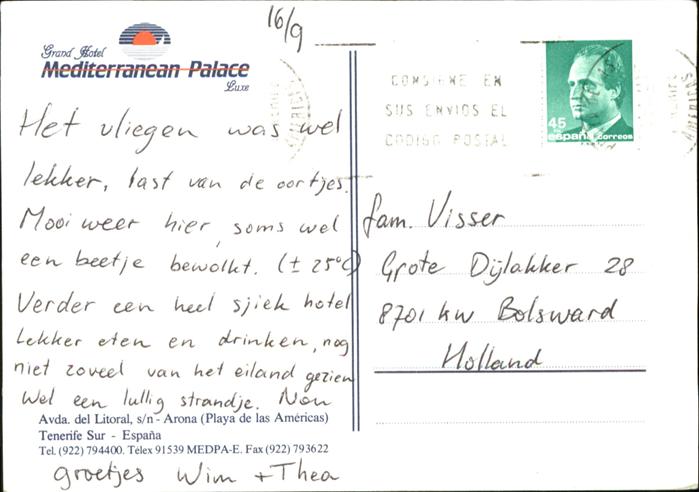 16/9
Grand Hotel
Mediterranean Palace
Luxe
CONSIGNE EN
SUS ENVIOS EL
CODIGO POSTAL
45
españa correos
Het vliegen was wel
lekker, last van de oortjes.
Mooi weer hier, soms wel
een beetje bewolkt. (± 25°C)
Verder een heel sjiek hotel
Lekker eten en drinken, nog
niet zoveel van het eiland gezien
Wel een lullig strandje. Nou
groetjes Wim + Thea
fam. Visser
Grote Dijlakker 28
8701 KW Bolsward
Holland
Avda. del Litoral, s/n - Arona (Playa de las Américas)
Tenerife Sur - España
Tel. (922) 794400. Télex 91539 MEDPA-E. Fax (922) 793622